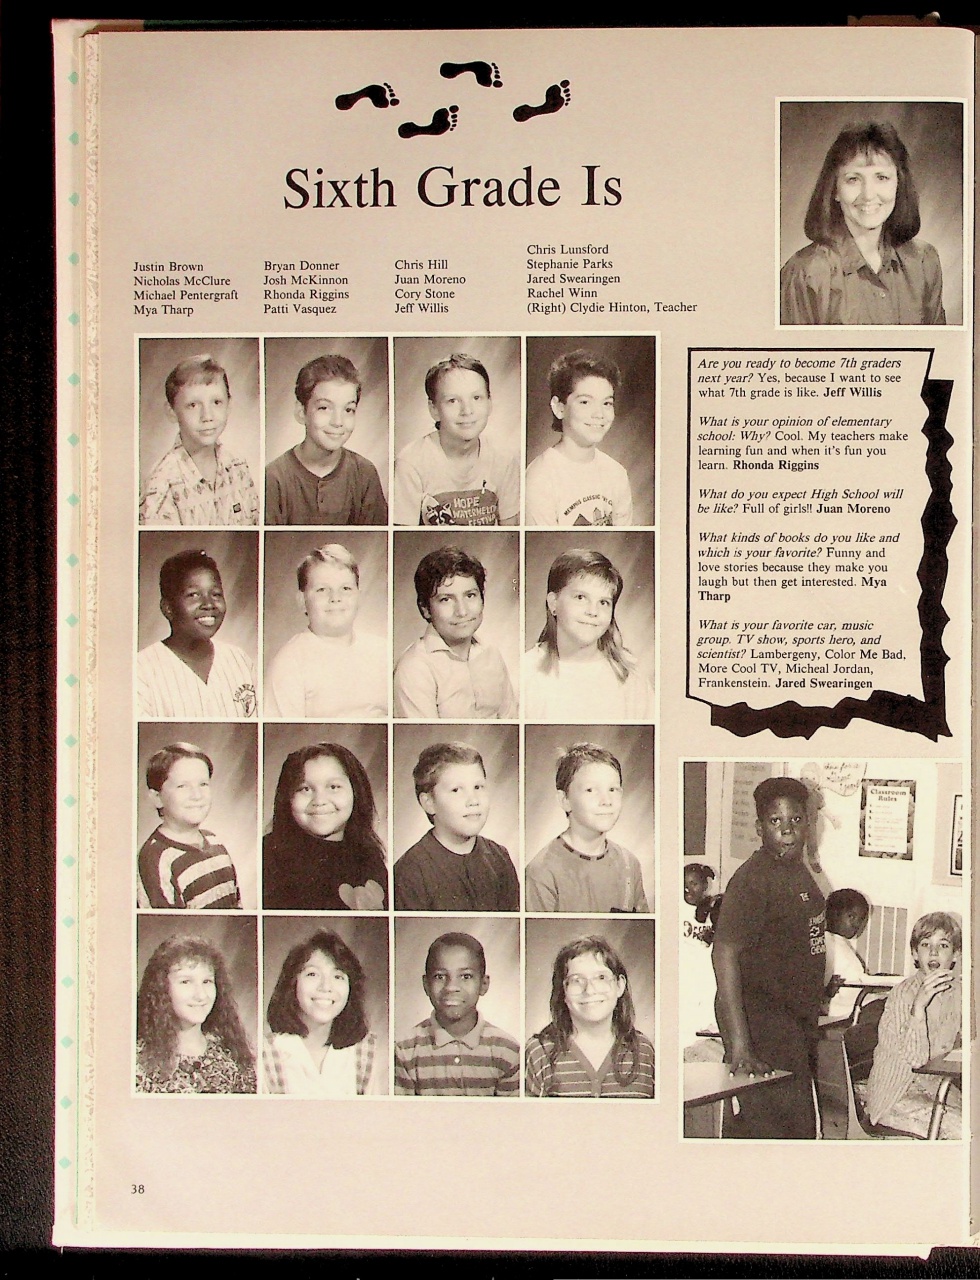 Sixth Grade Is
Justin Brown
Nicholas McClure
Michael Pentergraft
Mya Tharp
Bryan Donner
Josh McKinnon
Rhonda Riggins
Patti Vasquez
Chris Hill
Juan Moreno
Cory Stone
Jeff Willis
Chris Lunsford
Stephanie Parks
Jared Swearingen
Rachel Winn
(Right) Clydie Hinton, Teacher
Are you ready to become 7th graders
next year? Yes, because I want to see
what 7th grade is like. Jeff Willis
What is your opinion of elementary
school: Why? Cool. My teachers make
learning fun and when it's fun you
learn. Rhonda Riggins
What do you expect High School will
be like? Full of girls!! Juan Moreno
What kinds of books do you like and
which is your favorite? Funny and
love stories because they make you
laugh but then get interested. Mya
Tharp
What is your favorite car, music
group. TV show, sports hero, and
scientist? Lambergeny, Color Me Bad,
More Cool TV, Micheal Jordan,
Frankenstein. Jared Swearingen
HOPE
WATERMELON
FESTIVAL
MEMPHIS CLASSIC
Classroom
Rules
38